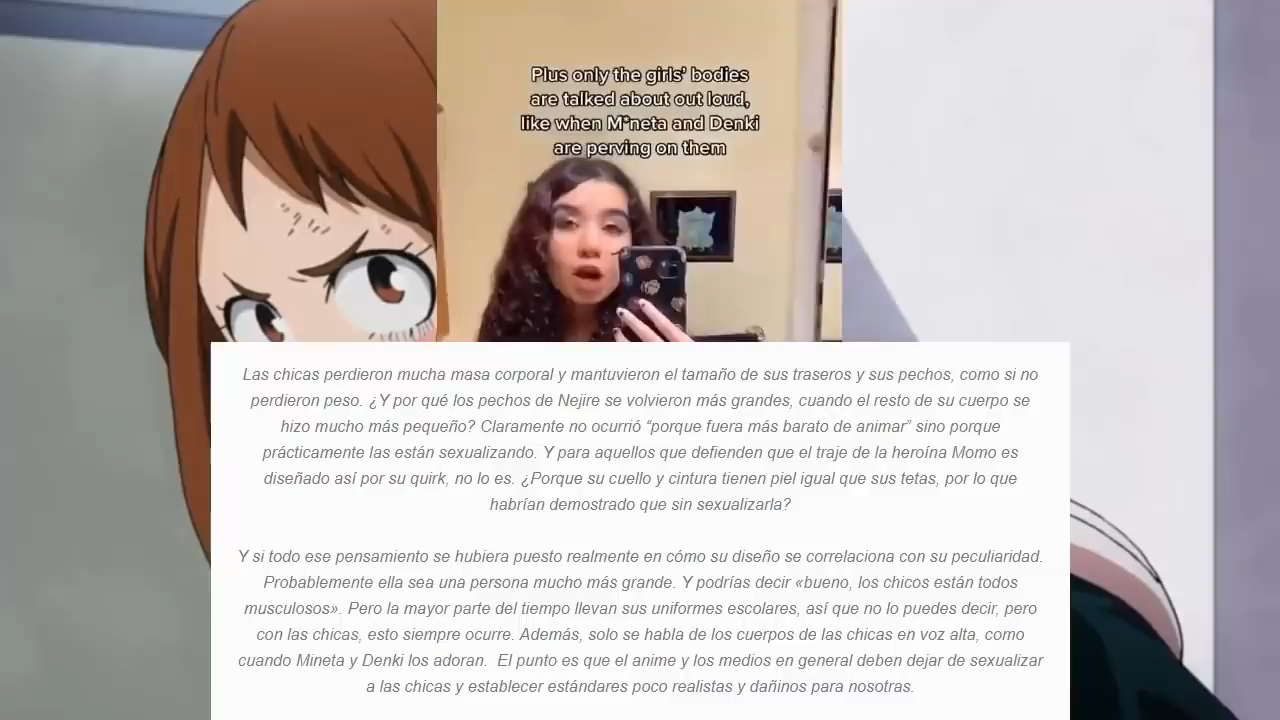 Plus only the girls' bodies
are talked about out loud,
like when M*neta and Denki
are perving on them
Las chicas perdieron mucha masa corporal y mantuvieron el tamaño de sus traseros y sus pechos, como si no
perdieron peso. ¿Y por qué los pechos de Nejire se volvieron más grandes, cuando el resto de su cuerpo se
hizo mucho más pequeño? Claramente no ocurrió "porque fuera más barato de animar" sino porque
prácticamente las están sexualizando. Y para aquellos que defienden que el traje de la heroína Momo es
diseñado así por su quirk, no lo es. ¿Porque su cuello y cintura tienen piel igual que sus tetas, por lo que
habrían demostrado que sin sexualizarla?
Y si todo ese pensamiento se hubiera puesto realmente en cómo su diseño se correlaciona con su peculiaridad.
Probablemente ella sea una persona mucho más grande. Y podrías decir «bueno, los chicos están todos
musculosos». Pero la mayor parte del tiempo llevan sus uniformes escolares, así que no lo puedes decir, pero
con las chicas, esto siempre ocurre. Además, solo se habla de los cuerpos de las chicas en voz alta, como
cuando Mineta y Denki los adoran. El punto es que el anime y los medios en general deben dejar de sexualizar
a las chicas y establecer estándares poco realistas y dañinos para nosotras.